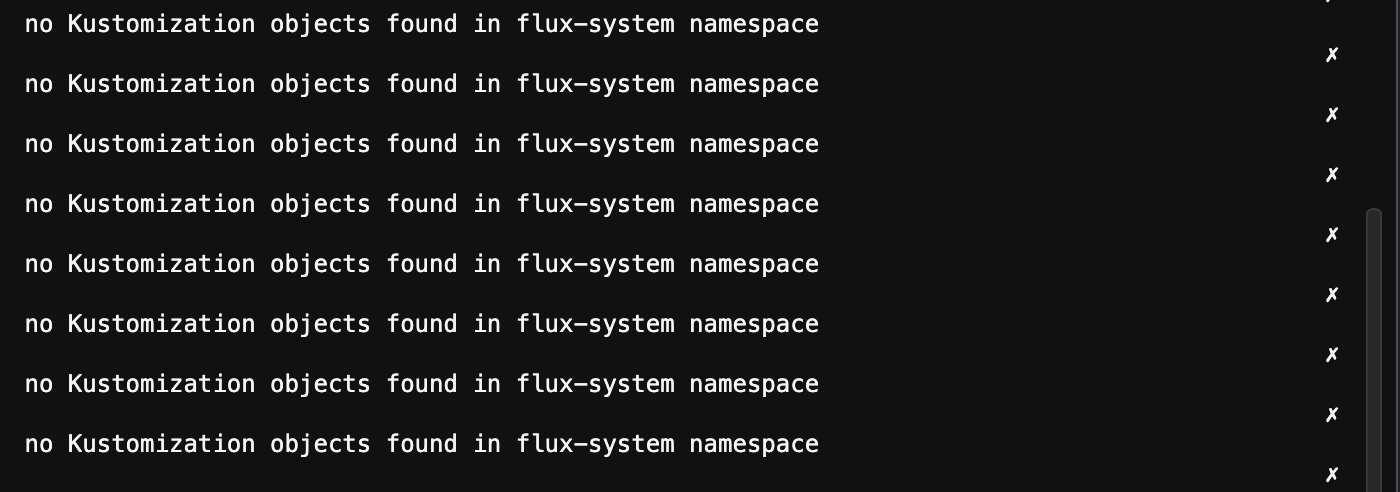 no Kustomization objects found in flux-system namespace
✗
no Kustomization objects found in flux-system namespace
✗
no Kustomization objects found in flux-system namespace
✗
no Kustomization objects found in flux-system namespace
✗
no Kustomization objects found in flux-system namespace
✗
no Kustomization objects found in flux-system namespace
✗
no Kustomization objects found in flux-system namespace
✗
no Kustomization objects found in flux-system namespace
✗